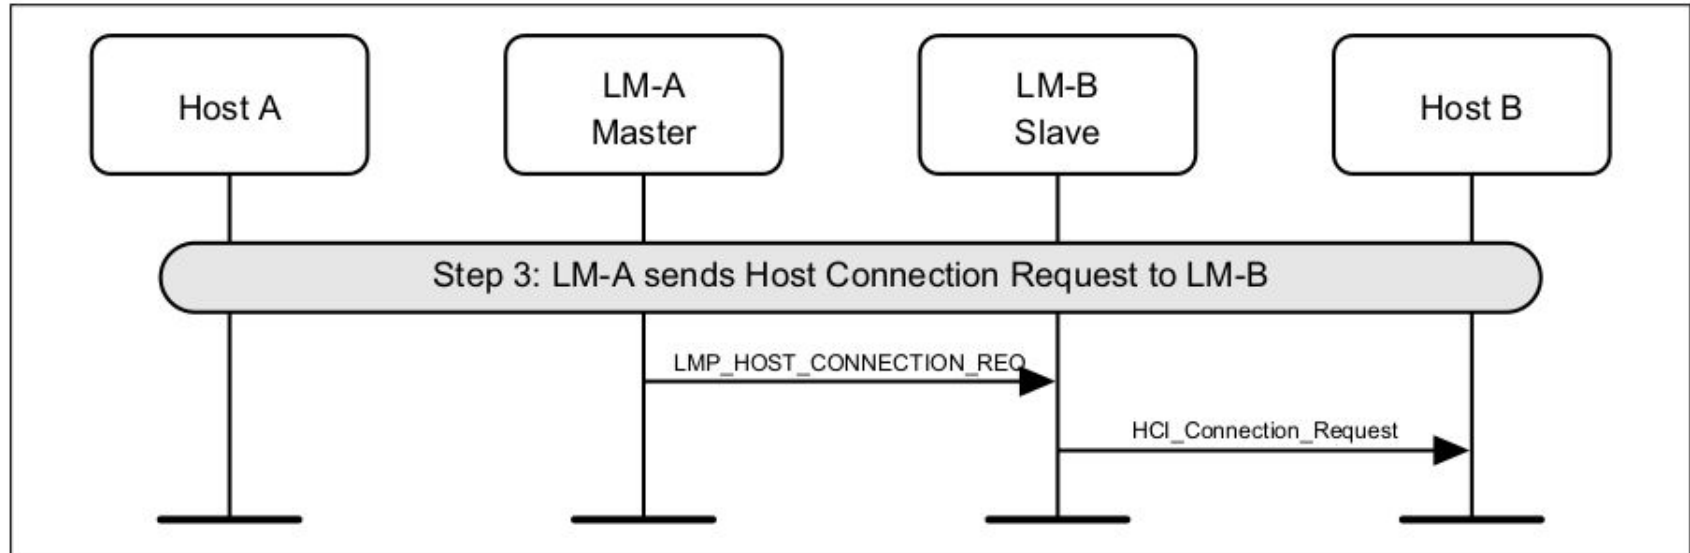 Host A
LM-A
Master
LM-B
Slave
Host B
Step 3: LM-A sends Host Connection Request to LM-B
LMP_HOST_CONNECTION_REQ
HCI_Connection_Request